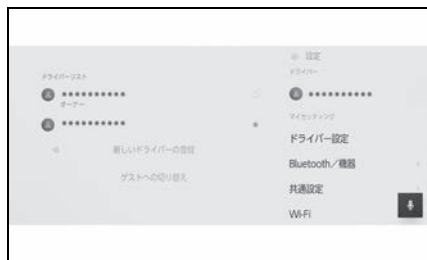 ドライバーリスト
●●●●●●●●●●
オーナー
●●●●●●●●●●
新しいドライバーの登録
ゲストへの切り替え
設定
ドライバー
●●●●●●●●●●
マイセッティング
ドライバー設定
Bluetooth／機器
共通設定
Wi-Fi